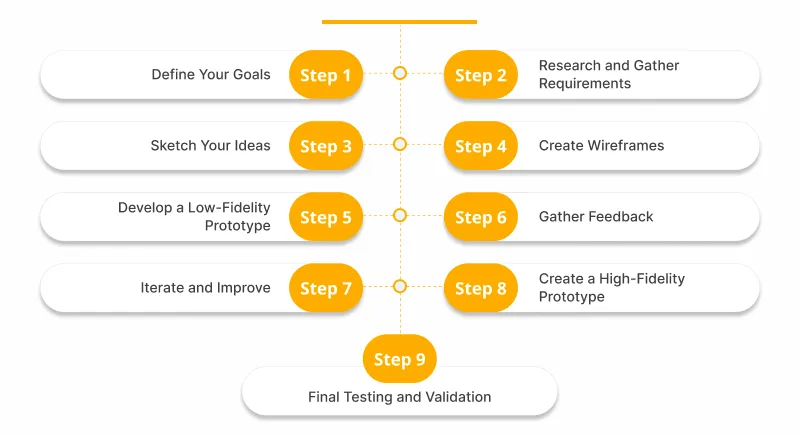 Define Your Goals
Step 1
Step 2
Research and Gather
Requirements
Sketch Your Ideas
Step 3
Step 4
Create Wireframes
Develop a Low-Fidelity
Prototype
Step 5
Step 6
Gather Feedback
Iterate and Improve
Step 7
Step 8
Create a High-Fidelity
Prototype
Step 9
Final Testing and Validation